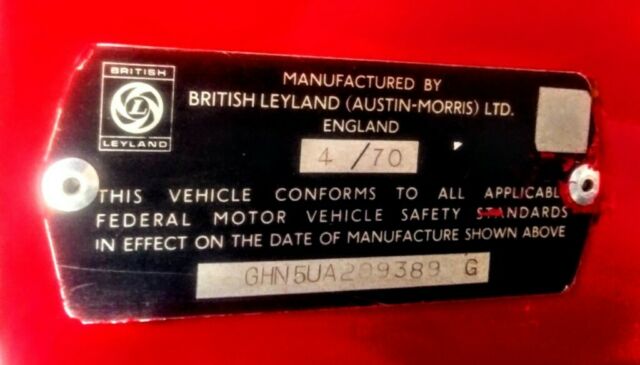 BRITISH
L
LEYLAND
MANUFACTURED BY
BRITISH LEYLAND (AUSTIN-MORRIS) LTD.
ENGLAND
4 /70
THIS VEHICLE CONFORMS TO ALL APPLICABLE
FEDERAL MOTOR VEHICLE SAFETY STANDARDS
IN EFFECT ON THE DATE OF MANUFACTURE SHOWN ABOVE
GHN5UA209389 G